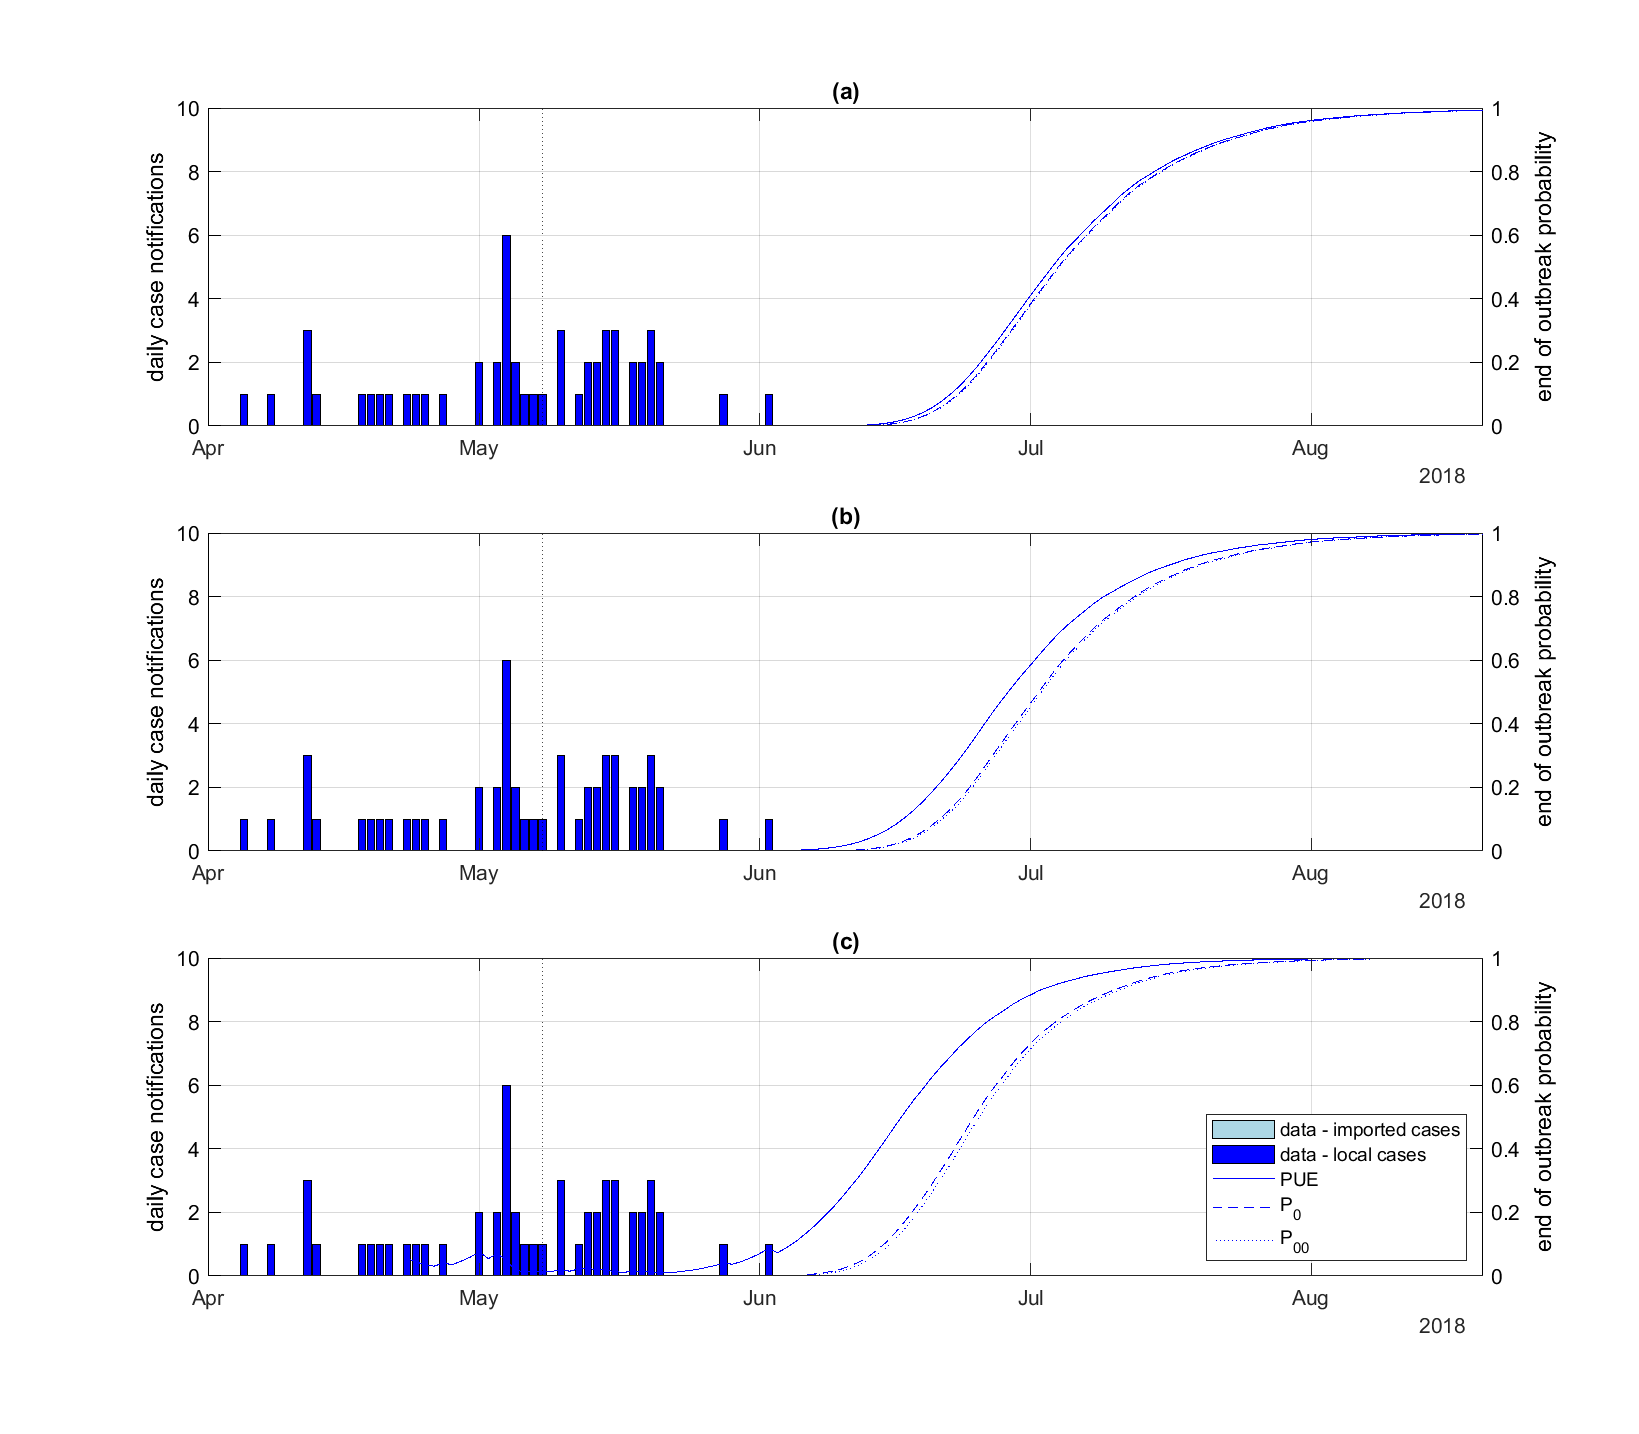 (a)
daily case notifications
10
8
6
4
2
0
1
0.8
0.6
0.4
0.2
0
end of outbreak probability
Apr May Jun Jul Aug
2018
(b)
daily case notifications
10
8
6
4
2
0
1
0.8
0.6
0.4
0.2
0
end of outbreak probability
Apr May Jun Jul Aug
2018
(c)
daily case notifications
10
8
6
4
2
0
1
0.8
0.6
0.4
0.2
0
end of outbreak probability
data - imported cases
data - local cases
PUE
P0
P00
Apr May Jun Jul Aug
2018